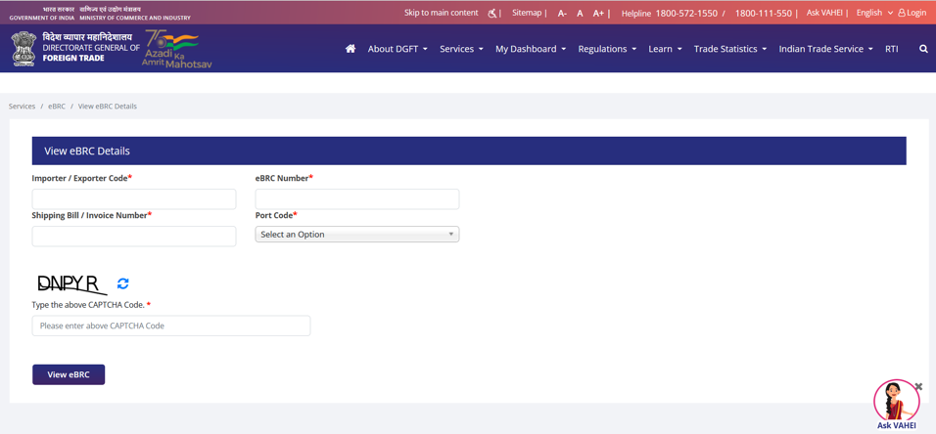 भारत सरकार वाणिज्य एवं उद्योग मंत्रालय
GOVERNMENT OF INDIA MINISTRY OF COMMERCE AND INDUSTRY
Skip to main content | Sitemap | A- A A+ | Helpline 1800-572-1550 / 1800-111-550 | Ask VAHEI | English Login
विदेश व्यापार महानिदेशालय
DIRECTORATE GENERAL OF
FOREIGN TRADE
75
Azadi Ka
Amrit Mahotsav
About DGFT Services My Dashboard Regulations Learn Trade Statistics Indian Trade Service RTI
Services / eBRC / View eBRC Details
View eBRC Details
Importer / Exporter Code* eBRC Number*
Shipping Bill / Invoice Number* Port Code*
Select an Option
DNPYR
Type the above CAPTCHA Code. *
Please enter above CAPTCHA Code
View eBRC
Ask VAHEI